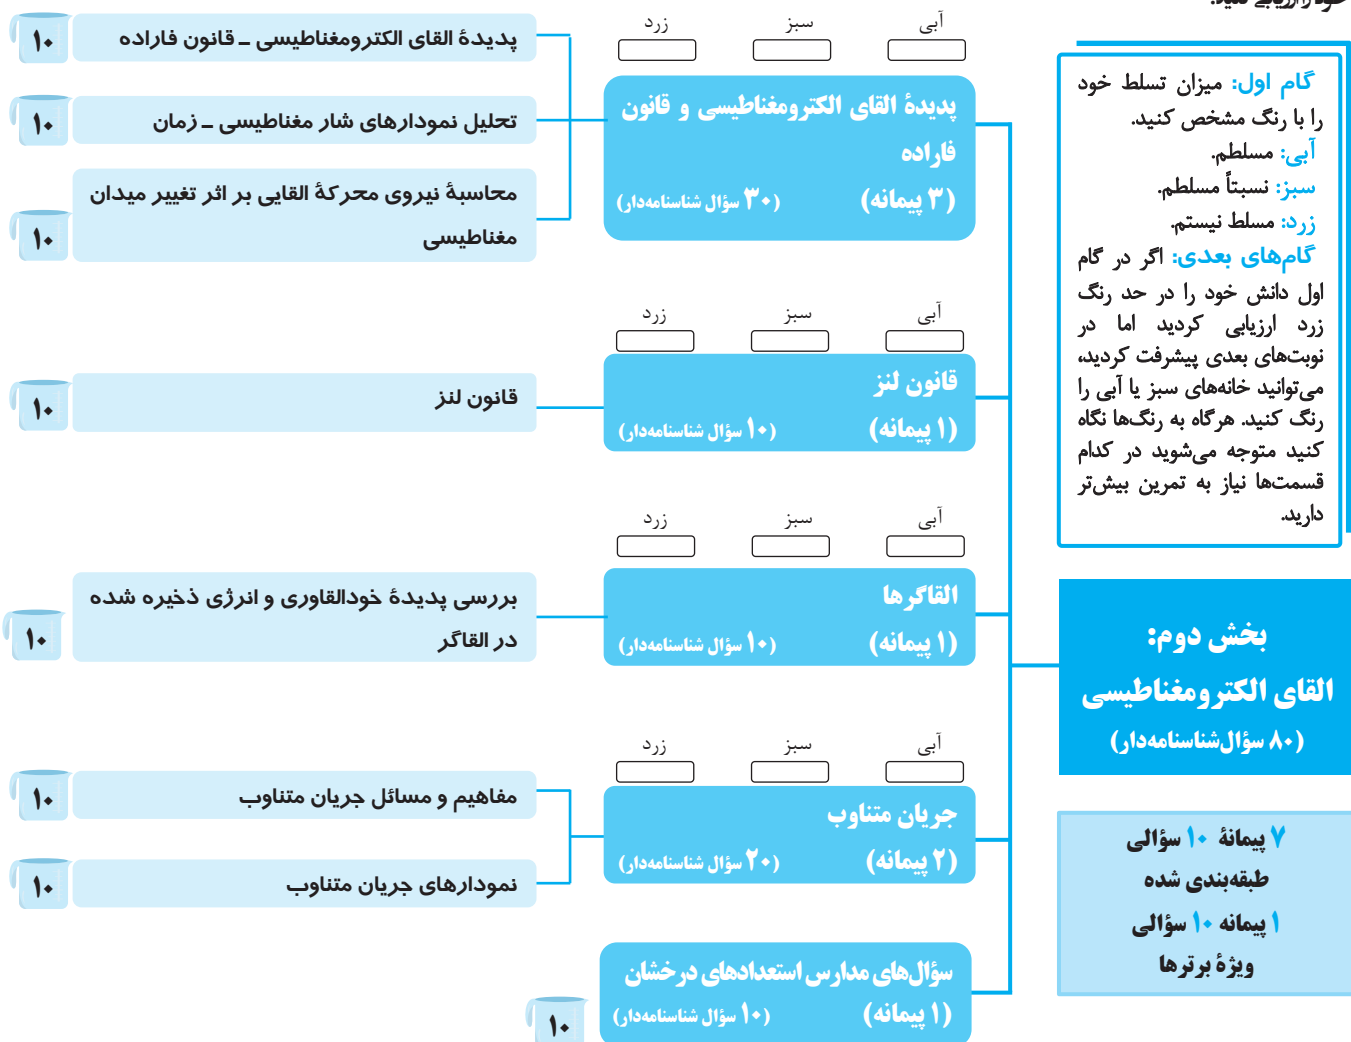 خود را ارزیابی کنید.
گام اول: میزان تسلط خود
را با رنگ مشخص کنید.
آبی: مسلطم.
سبز: نسبتاً مسلطم.
زرد: مسلط نیستم.
گام‌های بعدی: اگر در گام
اول دانش خود را در حد رنگ
زرد ارزیابی کردید اما در
نوبت‌های بعدی پیشرفت کردید،
می‌توانید خانه‌های سبز یا آبی را
رنگ کنید. هرگاه به رنگ‌ها نگاه
کنید متوجه می‌شوید در کدام
قسمت‌ها نیاز به تمرین بیش‌تر
دارید.
بخش دوم:
القای الکترومغناطیسی
(۸۰ سؤال‌شناسنامه‌دار)
۷ پیمانهٔ ۱۰ سؤالی
طبقه‌بندی شده
۱ پیمانه ۱۰ سؤالی
ویژهٔ برترها
آبی سبز زرد
پدیدهٔ القای الکترومغناطیسی و قانون
فاراده
(۳ پیمانه) (۳۰ سؤال شناسنامه‌دار)
پدیدهٔ القای الکترومغناطیسی ـ قانون فاراده
۱۰
تحلیل نمودارهای شار مغناطیسی ـ زمان
۱۰
محاسبهٔ نیروی محرکهٔ القایی بر اثر تغییر میدان
مغناطیسی
۱۰
آبی سبز زرد
قانون لنز
(۱ پیمانه) (۱۰ سؤال شناسنامه‌دار)
قانون لنز
۱۰
آبی سبز زرد
القاگرها
(۱ پیمانه) (۱۰ سؤال شناسنامه‌دار)
بررسی پدیدهٔ خودالقاوری و انرژی ذخیره شده
در القاگر
۱۰
آبی سبز زرد
جریان متناوب
(۲ پیمانه) (۲۰ سؤال شناسنامه‌دار)
مفاهیم و مسائل جریان متناوب
۱۰
نمودارهای جریان متناوب
۱۰
سؤال‌های مدارس استعدادهای درخشان
(۱ پیمانه) (۱۰ سؤال شناسنامه‌دار)
۱۰